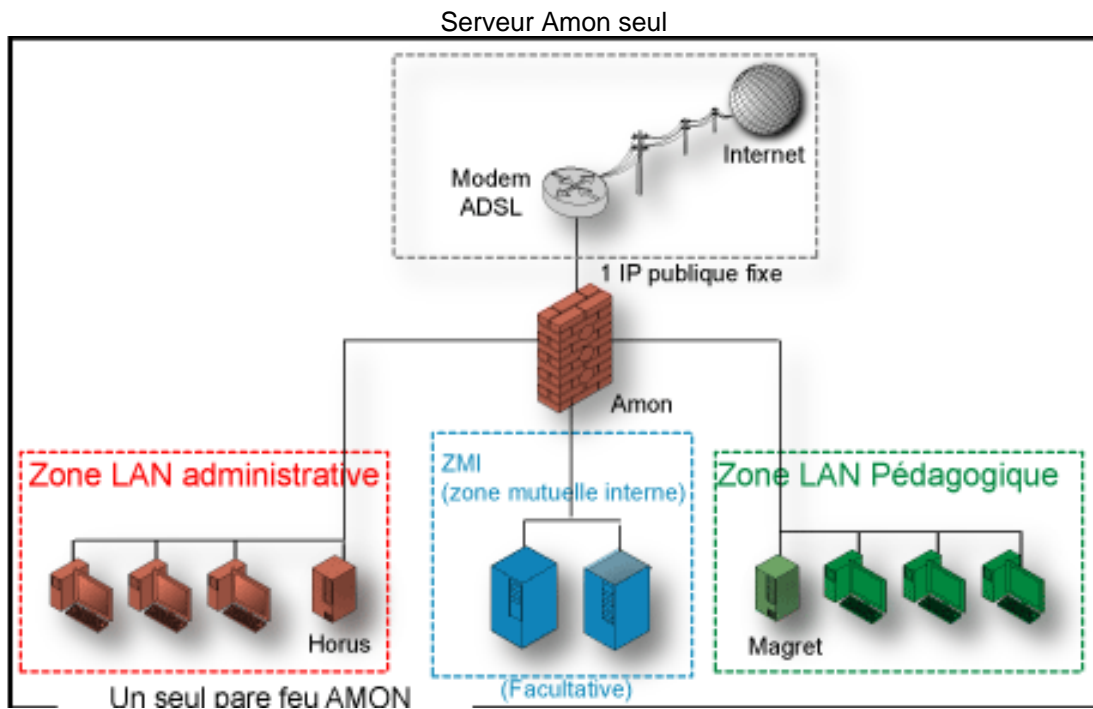 Serveur Amon seul
Internet
Modem
ADSL
1 IP publique fixe
Amon
Zone LAN administrative
ZMI
(zone mutuelle interne)
Zone LAN Pédagogique
Horus
Magret
(Facultative)
Un seul pare feu AMON